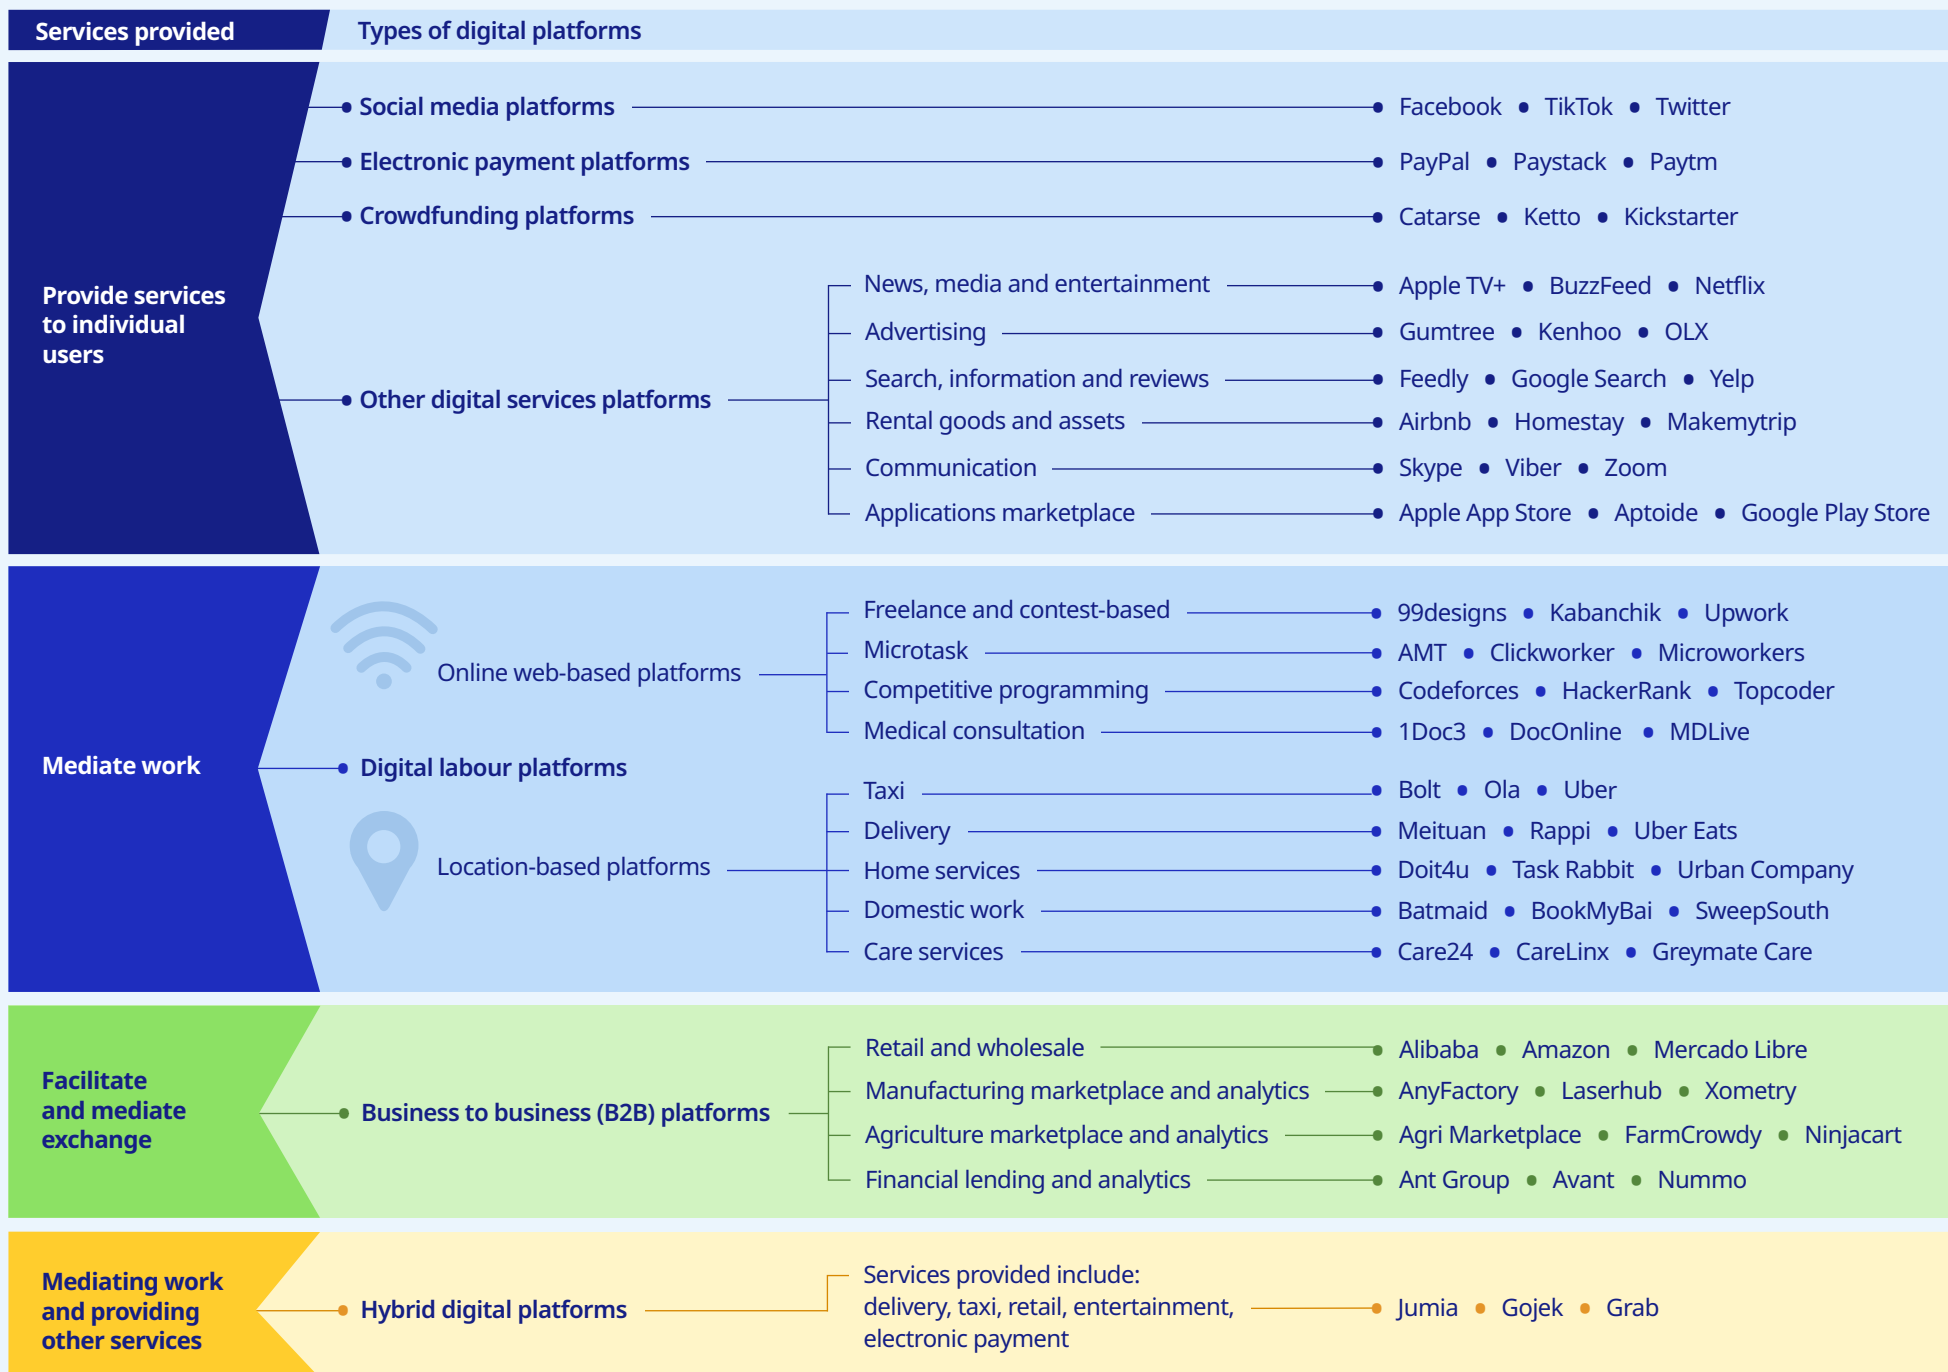 Services provided
Types of digital platforms
Provide services
to individual
users
Social media platforms
Facebook • TikTok • Twitter
Electronic payment platforms
PayPal • Paystack • Paytm
Crowdfunding platforms
Catarse • Ketto • Kickstarter
Other digital services platforms
News, media and entertainment
Apple TV+ • BuzzFeed • Netflix
Advertising
Gumtree • Kenhoo • OLX
Search, information and reviews
Feedly • Google Search • Yelp
Rental goods and assets
Airbnb • Homestay • Makemytrip
Communication
Skype • Viber • Zoom
Applications marketplace
Apple App Store • Aptoide • Google Play Store
Mediate work
Digital labour platforms
Online web-based platforms
Freelance and contest-based
99designs • Kabanchik • Upwork
Microtask
AMT • Clickworker • Microworkers
Competitive programming
Codeforces • HackerRank • Topcoder
Medical consultation
1Doc3 • DocOnline • MDLive
Location-based platforms
Taxi
Bolt • Ola • Uber
Delivery
Meituan • Rappi • Uber Eats
Home services
Doit4u • Task Rabbit • Urban Company
Domestic work
Batmaid • BookMyBai • SweepSouth
Care services
Care24 • CareLinx • Greymate Care
Facilitate
and mediate
exchange
Business to business (B2B) platforms
Retail and wholesale
Alibaba • Amazon • Mercado Libre
Manufacturing marketplace and analytics
AnyFactory • Laserhub • Xometry
Agriculture marketplace and analytics
Agri Marketplace • FarmCrowdy • Ninjacart
Financial lending and analytics
Ant Group • Avant • Nummo
Mediating work
and providing
other services
Hybrid digital platforms
Services provided include:
delivery, taxi, retail, entertainment,
electronic payment
Jumia • Gojek • Grab